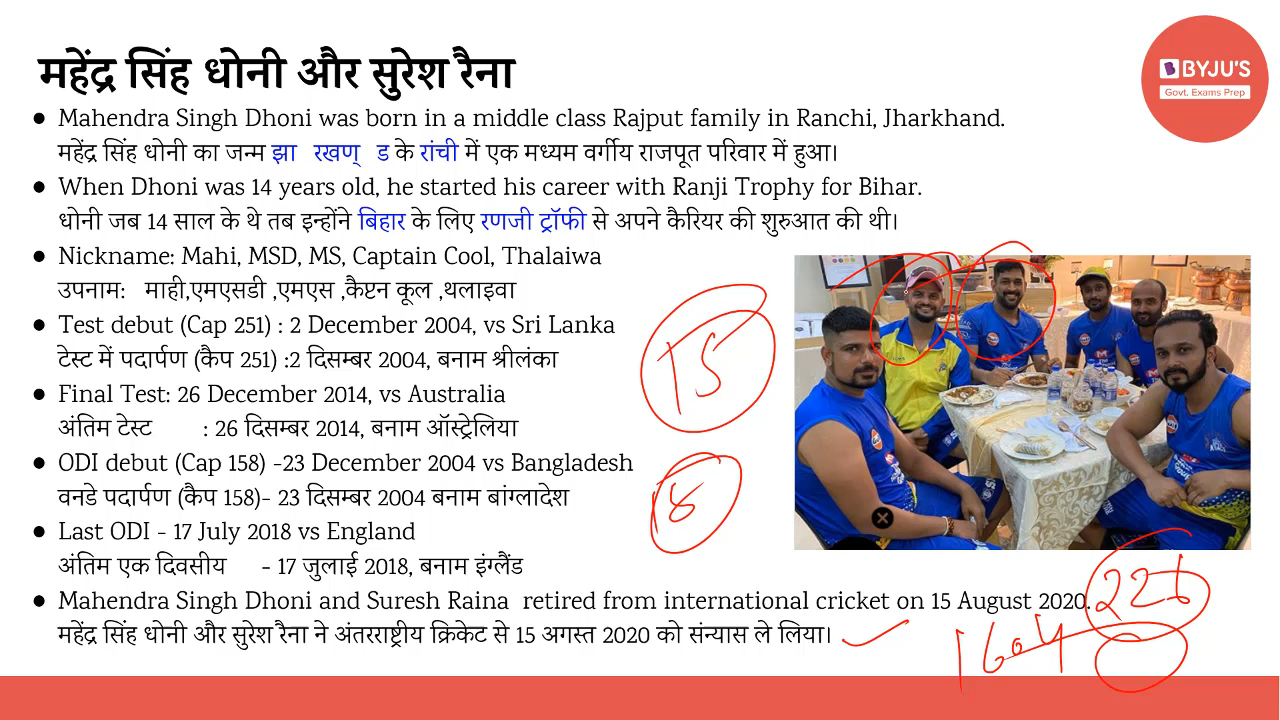 महेंद्र सिंह धोनी और सुरेश रैना
BYJU'S
Govt. Exams Prep
● Mahendra Singh Dhoni was born in a middle class Rajput family in Ranchi, Jharkhand.
महेंद्र सिंह धोनी का जन्म झा रखण् ड के रांची में एक मध्यम वर्गीय राजपूत परिवार में हुआ।
● When Dhoni was 14 years old, he started his career with Ranji Trophy for Bihar.
धोनी जब 14 साल के थे तब इन्होंने बिहार के लिए रणजी ट्रॉफी से अपने कैरियर की शुरुआत की थी।
● Nickname: Mahi, MSD, MS, Captain Cool, Thalaiwa
उपनाम: माही,एमएसडी ,एमएस ,कैप्टन कूल ,थलाइवा
● Test debut (Cap 251) : 2 December 2004, vs Sri Lanka
टेस्ट में पदार्पण (कैप 251) :2 दिसम्बर 2004, बनाम श्रीलंका
● Final Test: 26 December 2014, vs Australia
अंतिम टेस्ट : 26 दिसम्बर 2014, बनाम ऑस्ट्रेलिया
● ODI debut (Cap 158) -23 December 2004 vs Bangladesh
वनडे पदार्पण (कैप 158)- 23 दिसम्बर 2004 बनाम बांग्लादेश
● Last ODI - 17 July 2018 vs England
अंतिम एक दिवसीय - 17 जुलाई 2018, बनाम इंग्लैंड
● Mahendra Singh Dhoni and Suresh Raina retired from international cricket on 15 August 2020.
महेंद्र सिंह धोनी और सुरेश रैना ने अंतरराष्ट्रीय क्रिकेट से 15 अगस्त 2020 को संन्यास ले लिया।
15
18
226
1604